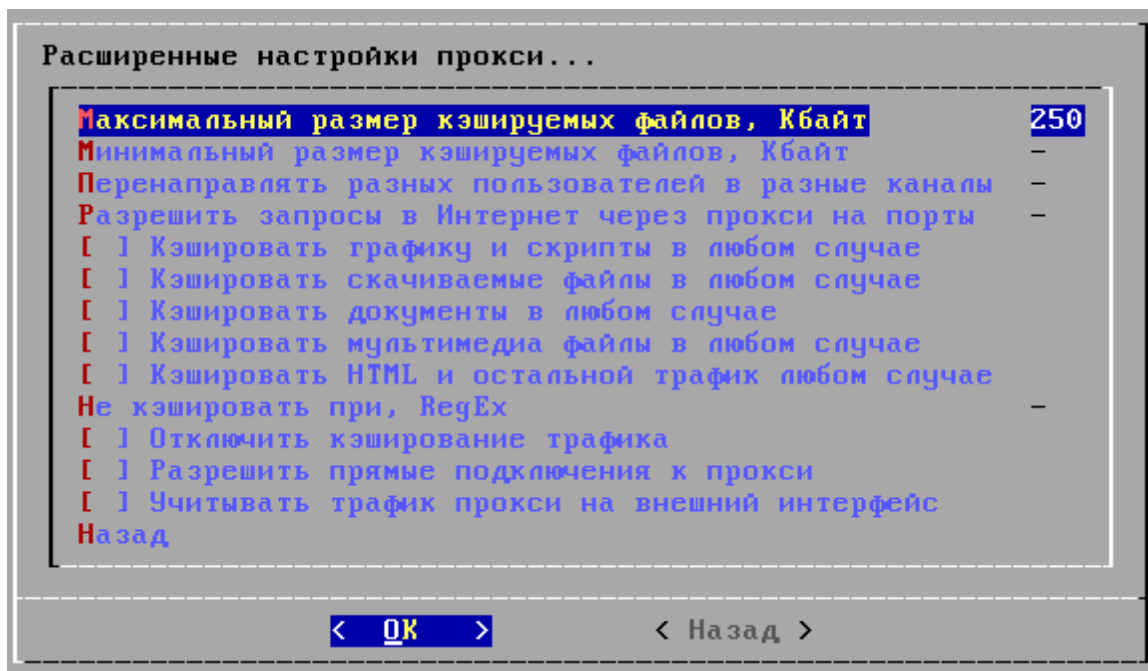 Расширенные настройки прокси...
Максимальный размер кэшируемых файлов, Кбайт 250
Минимальный размер кэшируемых файлов, Кбайт –
Перенаправлять разных пользователей в разные каналы –
Разрешить запросы в Интернет через прокси на порты –
[ ] Кэшировать графику и скрипты в любом случае
[ ] Кэшировать скачиваемые файлы в любом случае
[ ] Кэшировать документы в любом случае
[ ] Кэшировать мультимедиа файлы в любом случае
[ ] Кэшировать HTML и остальной трафик любом случае
Не кэшировать при, RegEx –
[ ] Отключить кэширование трафика
[ ] Разрешить прямые подключения к прокси
[ ] Учитывать трафик прокси на внешний интерфейс
Назад
< OK > < Назад >